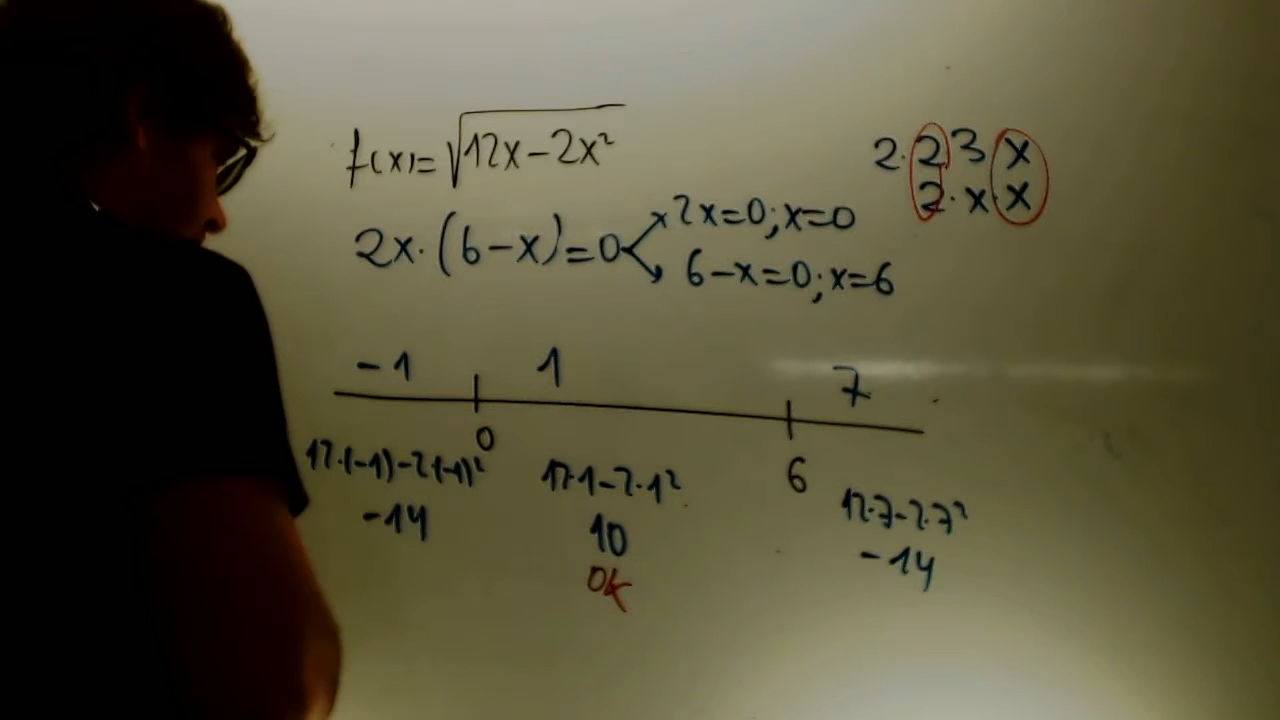 f(x)=√12x-2x²
2·2 3 x
2·x·x
2x·(6-x)=0
2x=0; x=0
6-x=0; x=6
-1 1 7
0 6
12·(-1)-2(-1)² 12·1-2·1² 12·7-2·7²
-14 10 -14
OK